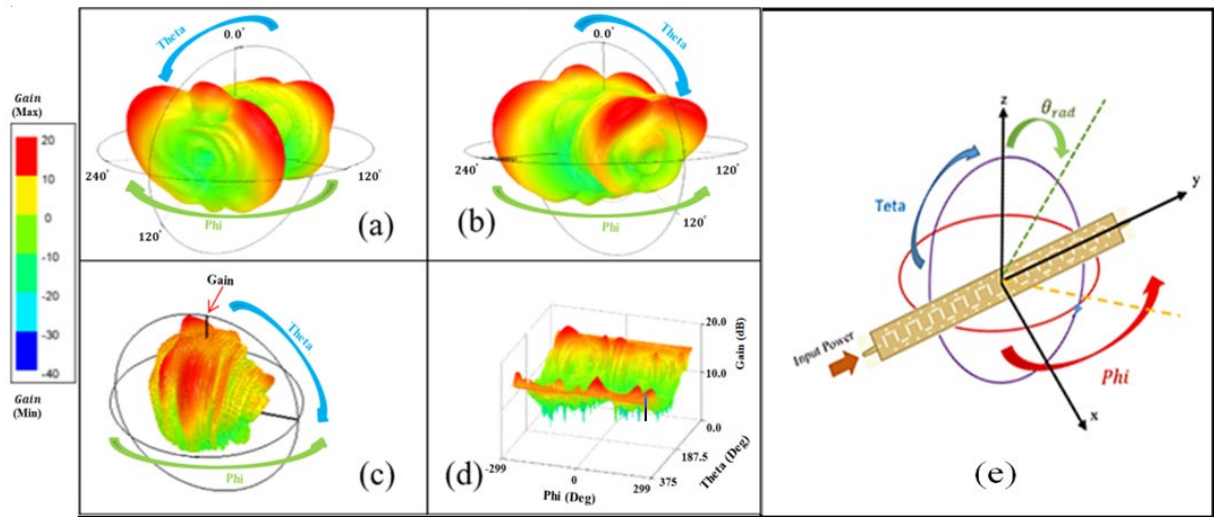 Gain
(Max)
20
10
0
-10
-20
-30
-40
Gain
(Min)
Theta
0.0°
240°
120°
120°
Phi
(a)
Theta
0.0°
240°
120°
120°
Phi
(b)
Gain
Theta
Phi
(c)
20.0
10.0
0.0
Gain (dB)
-299
0
299
Phi (Deg)
375
187.5
Theta (Deg)
(d)
z
θrad
y
Teta
Input Power
Phi
x
(e)